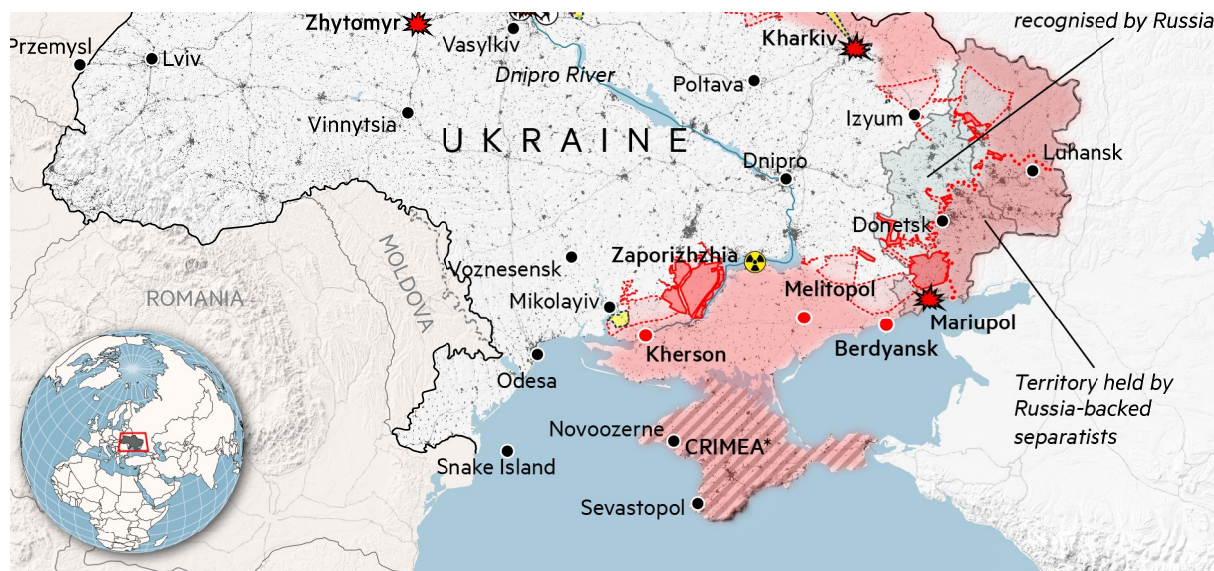 recognised by Russia
Zhytomyr
Vasylkiv
Kharkiv
Przemysl
Lviv
Dnipro River
Poltava
Vinnytsia
Izyum
UKRAINE
Dnipro
Luhansk
Donetsk
MOLDOVA
Zaporizhzhia
Voznesensk
Melitopol
ROMANIA
Mikolayiv
Mariupol
Kherson
Berdyansk
Odesa
Territory held by
Russia-backed
separatists
Novoozerne
CRIMEA*
Snake Island
Sevastopol